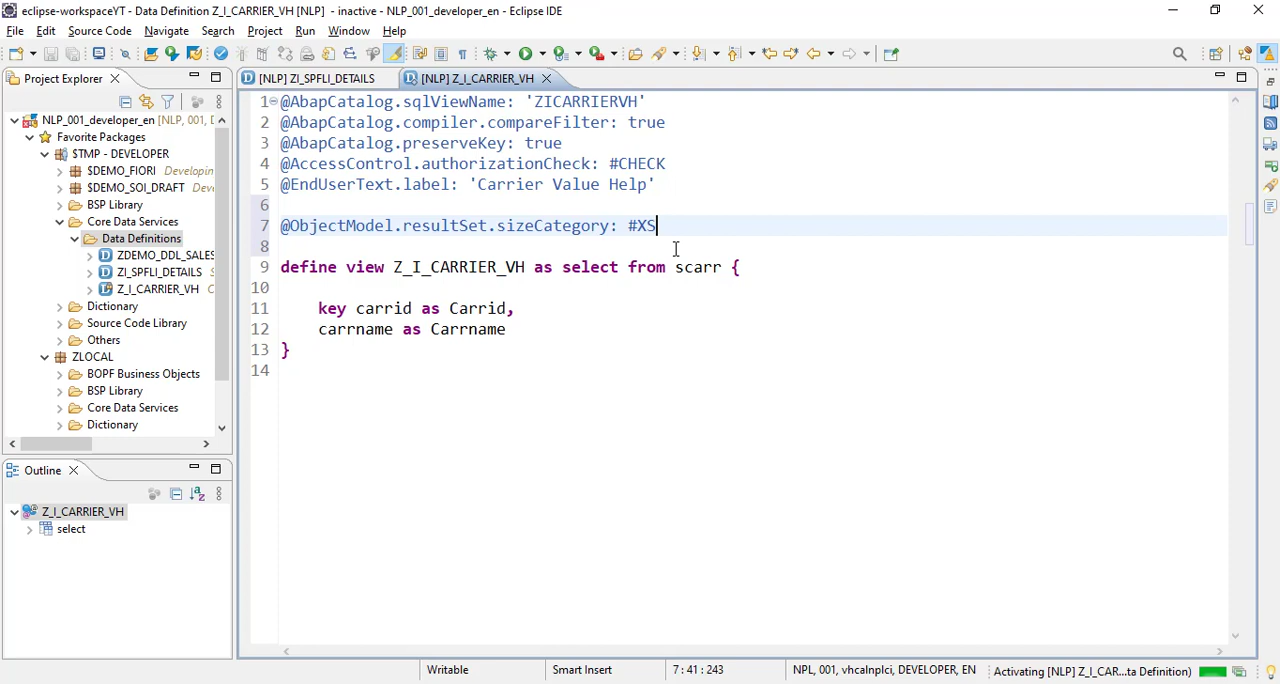 eclipse-workspaceYT - Data Definition Z_I_CARRIER_VH [NLP] - inactive - NLP_001_developer_en - Eclipse IDE
File Edit Source Code Navigate Search Project Run Window Help
Project Explorer
[NLP] ZI_SPFLI_DETAILS
[NLP] Z_I_CARRIER_VH
NLP_001_developer_en [NLP, 001,
Favorite Packages
$TMP - DEVELOPER
$DEMO_FIORI Developin
$DEMO_SOI_DRAFT Deve
BSP Library
Core Data Services
Data Definitions
ZDEMO_DDL_SALES
ZI_SPFLI_DETAILS S
Z_I_CARRIER_VH C
Dictionary
Source Code Library
Others
ZLOCAL
BOPF Business Objects
BSP Library
Core Data Services
Dictionary
1 @AbapCatalog.sqlViewName: 'ZICARRIERVH'
2 @AbapCatalog.compiler.compareFilter: true
3 @AbapCatalog.preserveKey: true
4 @AccessControl.authorizationCheck: #CHECK
5 @EndUserText.label: 'Carrier Value Help'
6
7 @ObjectModel.resultSet.sizeCategory: #XS
8
9 define view Z_I_CARRIER_VH as select from scarr {
10
11 key carrid as Carrid,
12 carrname as Carrname
13 }
14
Outline
Z_I_CARRIER_VH
select
Writable
Smart Insert
7 : 41 : 243
NPL, 001, vhcalnplci, DEVELOPER, EN
Activating [NLP] Z_I_CAR...ta Definition)